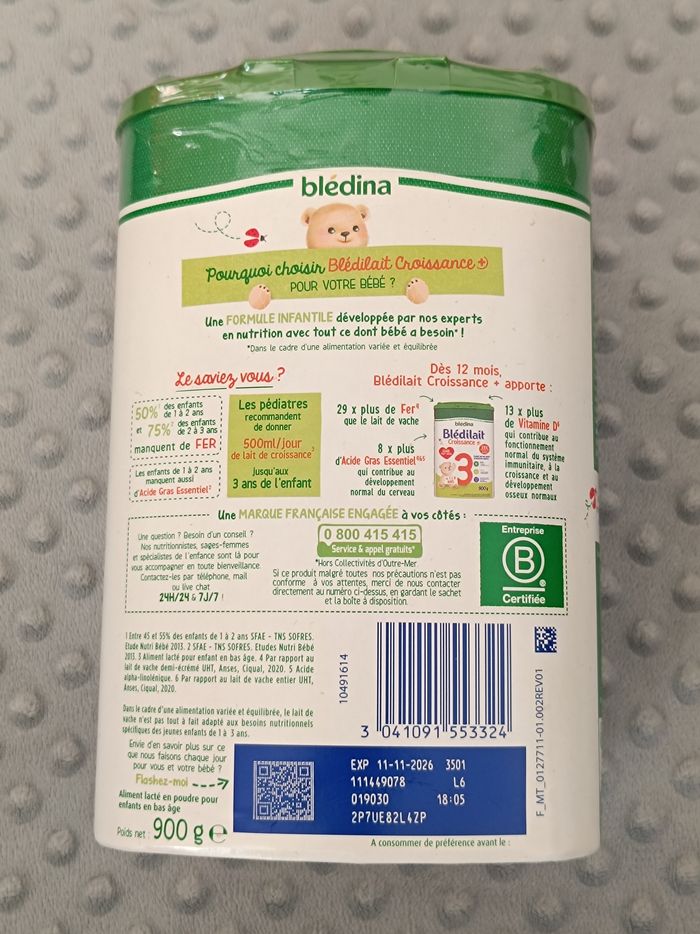 blédina
Pourquoi choisir Blédilait Croissance +
POUR VOTRE BÉBÉ ?
Une FORMULE INFANTILE développée par nos experts
en nutrition avec tout ce dont bébé a besoin* !
*Dans le cadre d'une alimentation variée et équilibrée
Le saviez vous ?
50%¹ des enfants
de 1 à 2 ans
et 75%² des enfants
de 2 à 3 ans
manquent de FER
Les enfants de 1 à 2 ans
manquent aussi
d'Acide Gras Essentiel²
Les pédiatres
recommandent
de donner
500ml/jour
de lait de croissance³
jusqu'aux
3 ans de l'enfant
Dès 12 mois,
Blédilait Croissance + apporte :
29 x plus de Fer⁴
que le lait de vache
8 x plus
d'Acide Gras Essentiel⁴&⁵
qui contribue au
développement
normal du cerveau
blédina
Blédilait
Croissance +
3
900g
13 x plus
de Vitamine D⁶
qui contribue au
fonctionnement
normal du système
immunitaire, à la
croissance et au
développement
osseux normaux
Une MARQUE FRANÇAISE ENGAGÉE à vos côtés :
Une question ? Besoin d'un conseil ?
Nos nutritionnistes, sages-femmes
et spécialistes de l'enfance sont là pour
vous accompagner en toute bienveillance.
Contactez-les par téléphone, mail
ou live chat
24H/24 & 7J/7 !
0 800 415 415
Service & appel gratuits*
*Hors Collectivités d'Outre-Mer
Si ce produit malgré toutes nos précautions n'est pas
conforme à vos attentes, merci de nous contacter
directement au numéro ci-dessus, en gardant le sachet
et la boîte à disposition.
Entreprise
B
®
Certifiée
1 Entre 45 et 55% des enfants de 1 à 2 ans SFAE - TNS SOFRES.
Etude Nutri Bébé 2013. 2 SFAE - TNS SOFRES. Etudes Nutri Bébé
2013. 3 Aliment lacté pour enfant en bas âge. 4 Par rapport au
lait de vache demi-écrémé UHT, Anses, Ciqual, 2020. 5 Acide
alpha-linolénique. 6 Par rapport au lait de vache entier UHT,
Anses, Ciqual, 2020.
Dans le cadre d'une alimentation variée et équilibrée, le lait de
vache n'est pas tout à fait adapté aux besoins nutritionnels
spécifiques des jeunes enfants de 1 à 3 ans.
Envie d'en savoir plus sur ce
que nous faisons chaque jour
pour vous et votre bébé ?
Flashez-moi
Aliment lacté en poudre pour
enfants en bas âge
Poids net : 900 g e
10491614
3 041091 553324
F_MT_0127711-01.002REV01
EXP 11-11-2026 3501
111449078 L6
019030 18:05
2P7UE82L4ZP
A consommer de préférence avant le :